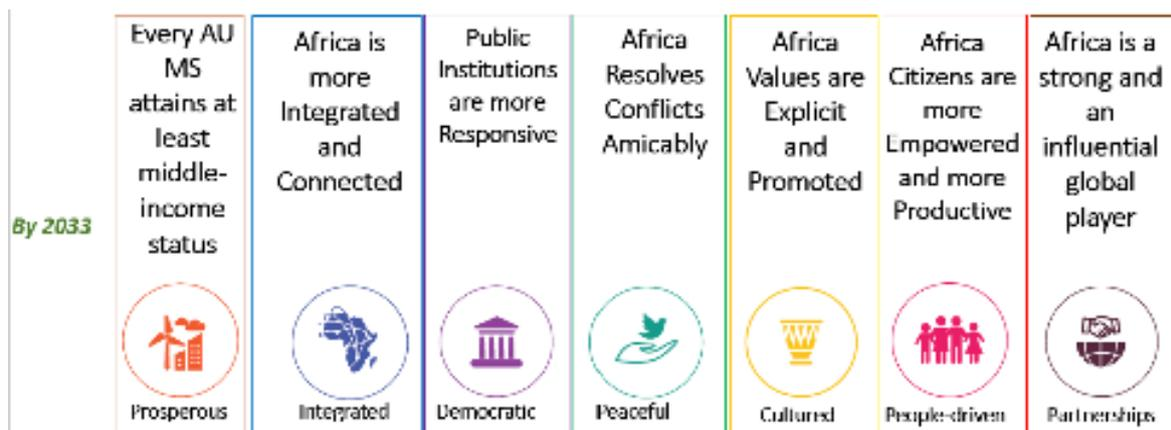 By 2033
Every AU
MS
attains at
least
middle-
income
status
Prosperous
Africa is
more
Integrated
and
Connected
Integrated
Public
Institutions
are more
Responsive
Democratic
Africa
Resolves
Conflicts
Amicably
Peaceful
Africa
Values are
Explicit
and
Promoted
Cultured
Africa
Citizens are
more
Empowered
and more
Productive
People-driven
Africa is a
strong and
an
influential
global
player
Partnerships